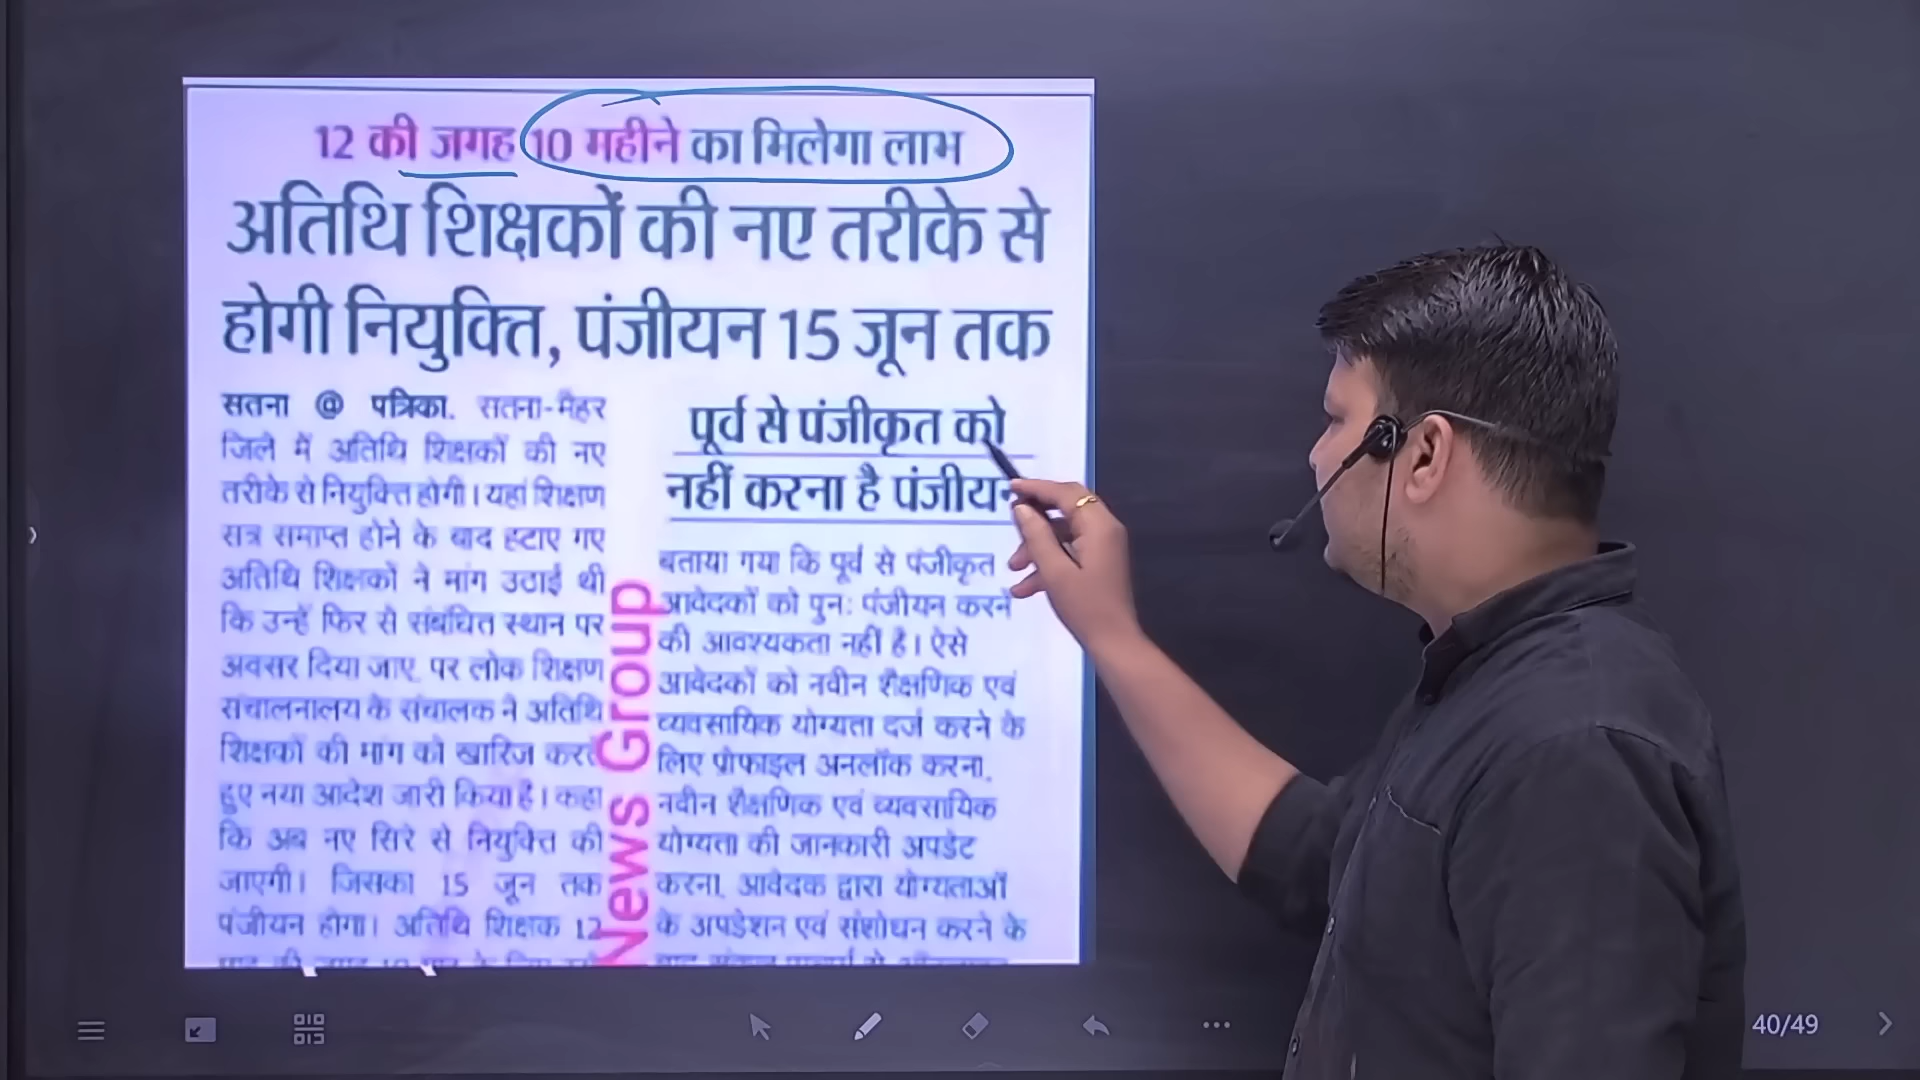 12 की जगह 10 महीने का मिलेगा लाभ
अतिथि शिक्षकों की नए तरीके से
होगी नियुक्ति, पंजीयन 15 जून तक
सतना @ पत्रिका. सतना-मैहर
जिले में अतिथि शिक्षकों की नए
तरीके से नियुक्ति होगी। यहां शिक्षण
सत्र समाप्त होने के बाद हटाए गए
अतिथि शिक्षकों ने मांग उठाई थी
कि उन्हें फिर से संबंधित स्थान पर
अवसर दिया जाए, पर लोक शिक्षण
संचालनालय के संचालक ने अतिथि
शिक्षकों की मांग को खारिज करते
हुए नया आदेश जारी किया है। कहा
कि अब नए सिरे से नियुक्ति की
जाएगी। जिसका 15 जून तक
पंजीयन होगा। अतिथि शिक्षक 12
पूर्व से पंजीकृत को
नहीं करना है पंजीयन
बताया गया कि पूर्व से पंजीकृत
आवेदकों को पुन: पंजीयन करने
की आवश्यकता नहीं है। ऐसे
आवेदकों को नवीन शैक्षणिक एवं
व्यवसायिक योग्यता दर्ज करने के
लिए प्रोफाइल अनलॉक करना,
नवीन शैक्षणिक एवं व्यवसायिक
योग्यता की जानकारी अपडेट
करना, आवेदक द्वारा योग्यताओं
के अपडेशन एवं संशोधन करने के
News Group
40/49